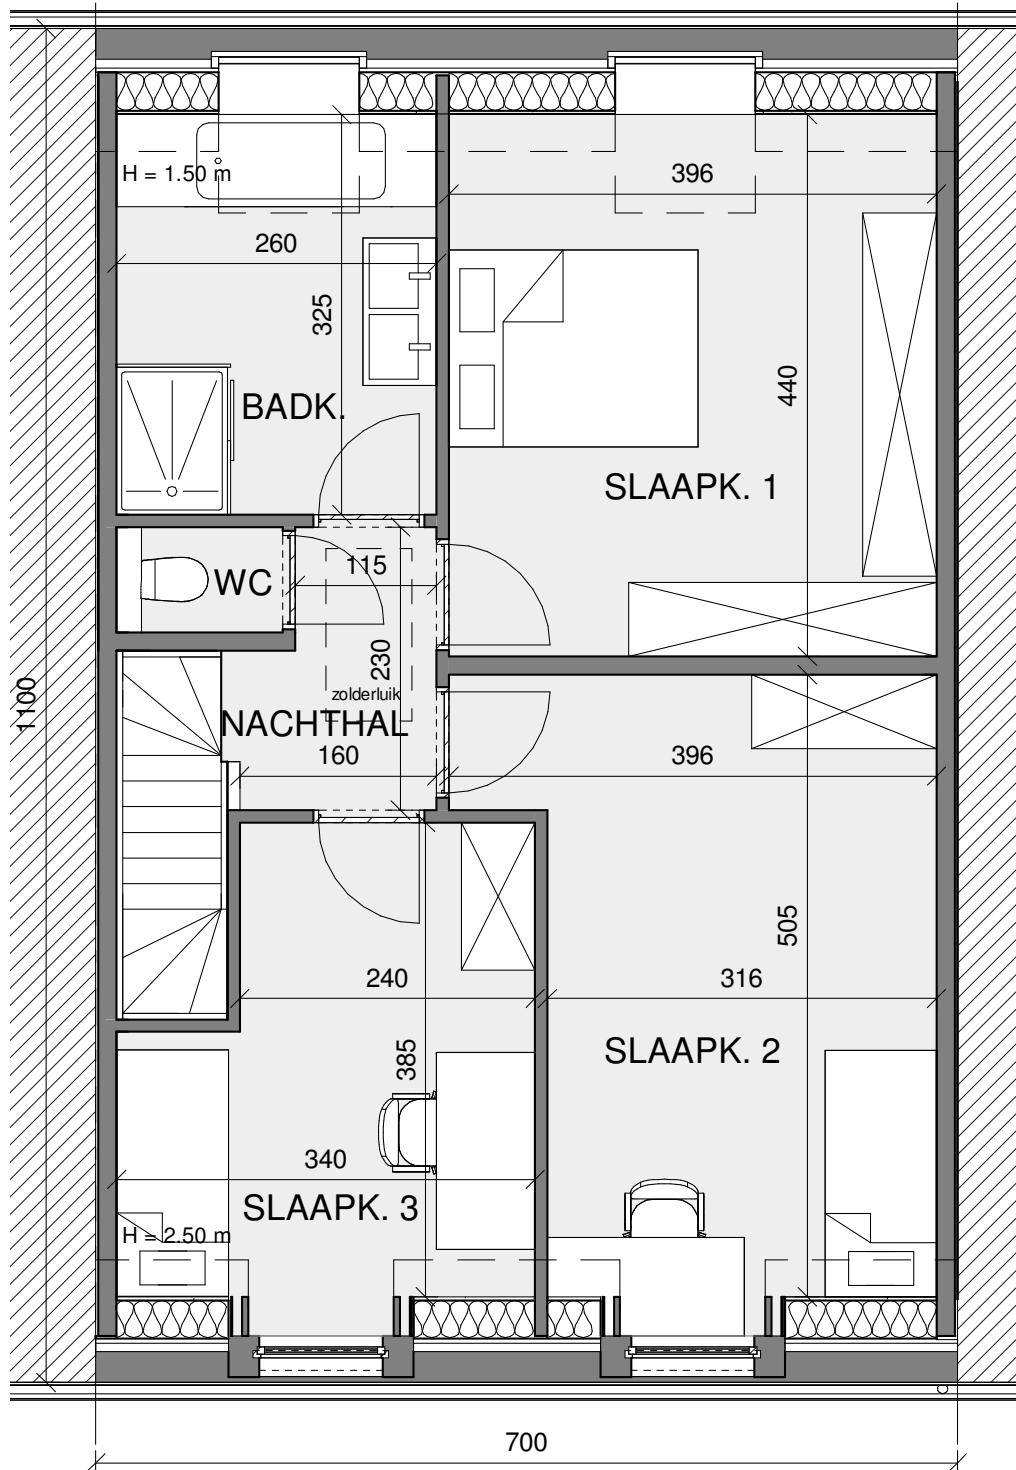 H = 1.50 m
396
260
325
BADK.
440
SLAAPK. 1
115
WC
230
zolderluik
1100
NACHTHAL
160
396
505
240
316
385
SLAAPK. 2
340
SLAAPK. 3
H = 2.50 m
700